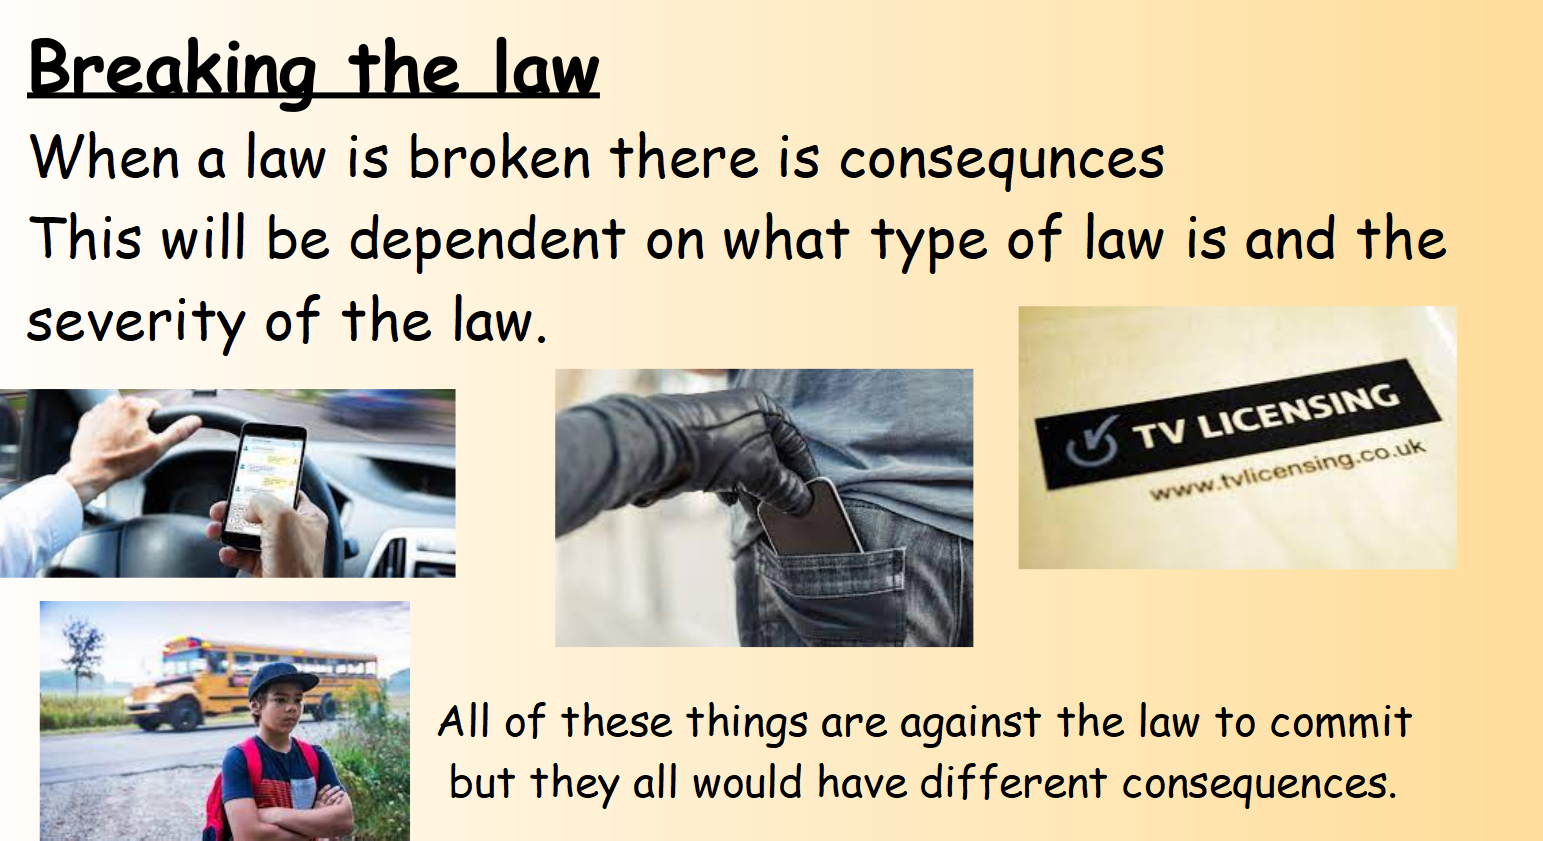 Breaking the law
When a law is broken there is consequnces
This will be dependent on what type of law is and the
severity of the law.
TV LICENSING
www.tvlicensing.co.uk
All of these things are against the law to commit
but they all would have different consequences.